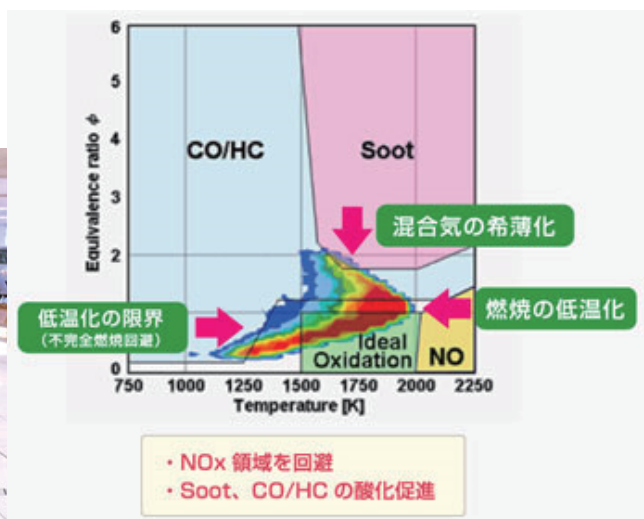 6
5
4
3
2
1
0
Equivalence ratio ϕ
CO/HC
Soot
混合気の希薄化
低温化の限界
(不完全燃焼回避)
燃焼の低温化
Ideal
Oxidation
NO
750 1000 1250 1500 1750 2000 2250
Temperature [K]
・NOx 領域を回避
・Soot、CO/HC の酸化促進